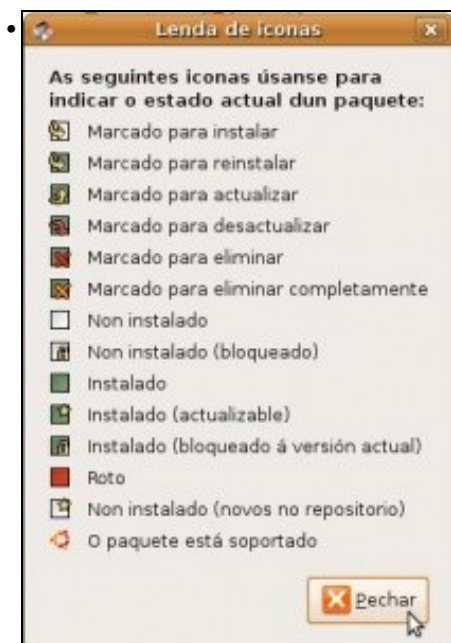 Lenda de iconas
As seguintes iconas úsanse para
indicar o estado actual dun paquete:
Marcado para instalar
Marcado para reinstalar
Marcado para actualizar
Marcado para desactualizar
Marcado para eliminar
Marcado para eliminar completamente
Non instalado
Non instalado (bloqueado)
Instalado
Instalado (actualizable)
Instalado (bloqueado á versión actual)
Roto
Non instalado (novos no repositorio)
O paquete está soportado
Pechar